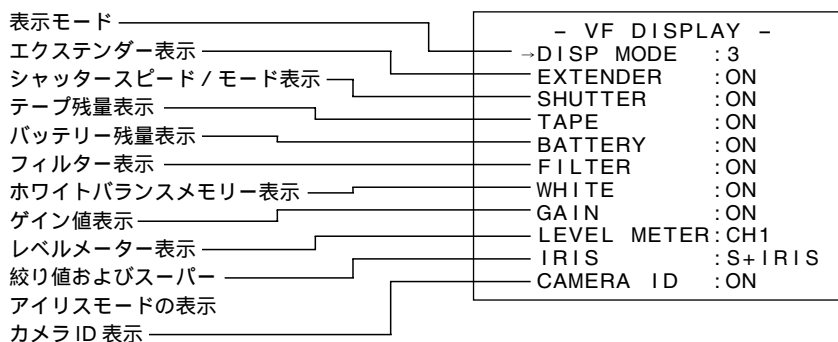 表示モード
エクステンダー表示
シャッタースピード / モード表示
テープ残量表示
バッテリー残量表示
フィルター表示
ホワイトバランスメモリー表示
ゲイン値表示
レベルメーター表示
絞り値およびスーパー
アイリスモードの表示
カメラ ID 表示
– VF DISPLAY –
→DISP MODE :3
EXTENDER :ON
SHUTTER :ON
TAPE :ON
BATTERY :ON
FILTER :ON
WHITE :ON
GAIN :ON
LEVEL METER:CH1
IRIS :S+IRIS
CAMERA ID :ON